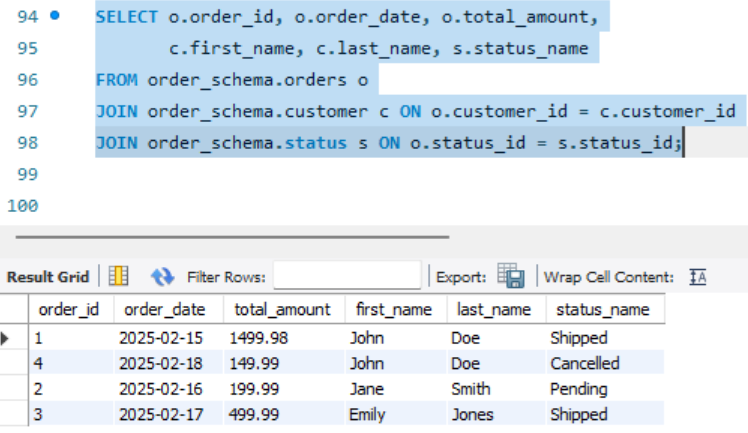 94 SELECT o.order_id, o.order_date, o.total_amount,
95 c.first_name, c.last_name, s.status_name
96 FROM order_schema.orders o
97 JOIN order_schema.customer c ON o.customer_id = c.customer_id
98 JOIN order_schema.status s ON o.status_id = s.status_id;
99
100
Result Grid Filter Rows: Export: Wrap Cell Content: IA
order_id order_date total_amount first_name last_name status_name
1 2025-02-15 1499.98 John Doe Shipped
4 2025-02-18 149.99 John Doe Cancelled
2 2025-02-16 199.99 Jane Smith Pending
3 2025-02-17 499.99 Emily Jones Shipped